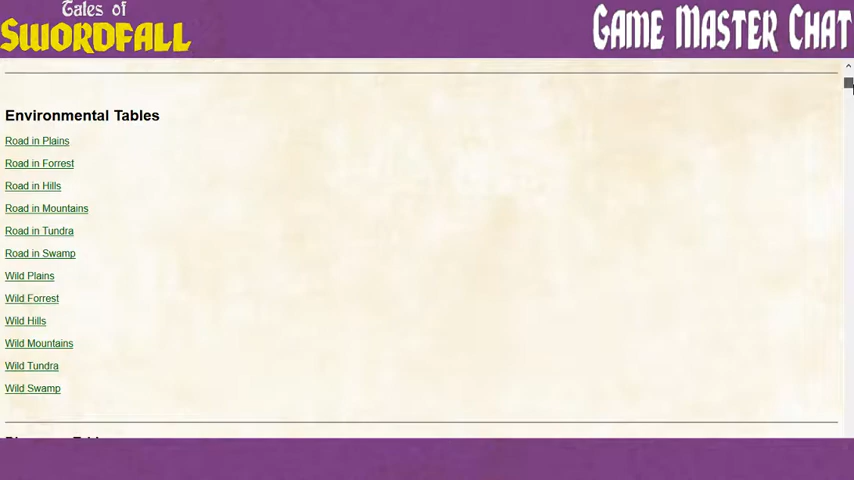 Tales of
SWORDFALL
GAME MASTER CHAT
Environmental Tables
Road in Plains
Road in Forrest
Road in Hills
Road in Mountains
Road in Tundra
Road in Swamp
Wild Plains
Wild Forrest
Wild Hills
Wild Mountains
Wild Tundra
Wild Swamp